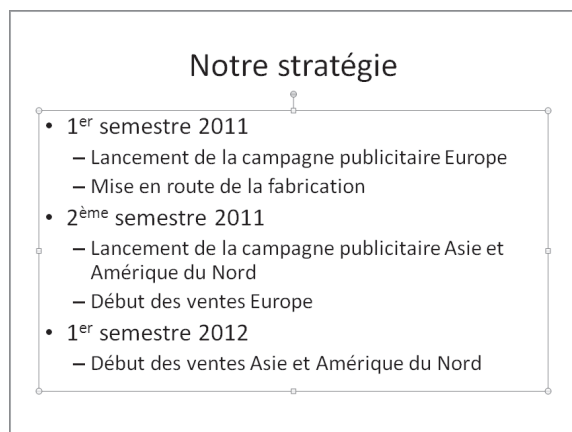 Notre stratégie
• 1er semestre 2011
– Lancement de la campagne publicitaire Europe
– Mise en route de la fabrication
• 2ème semestre 2011
– Lancement de la campagne publicitaire Asie et
Amérique du Nord
– Début des ventes Europe
• 1er semestre 2012
– Début des ventes Asie et Amérique du Nord